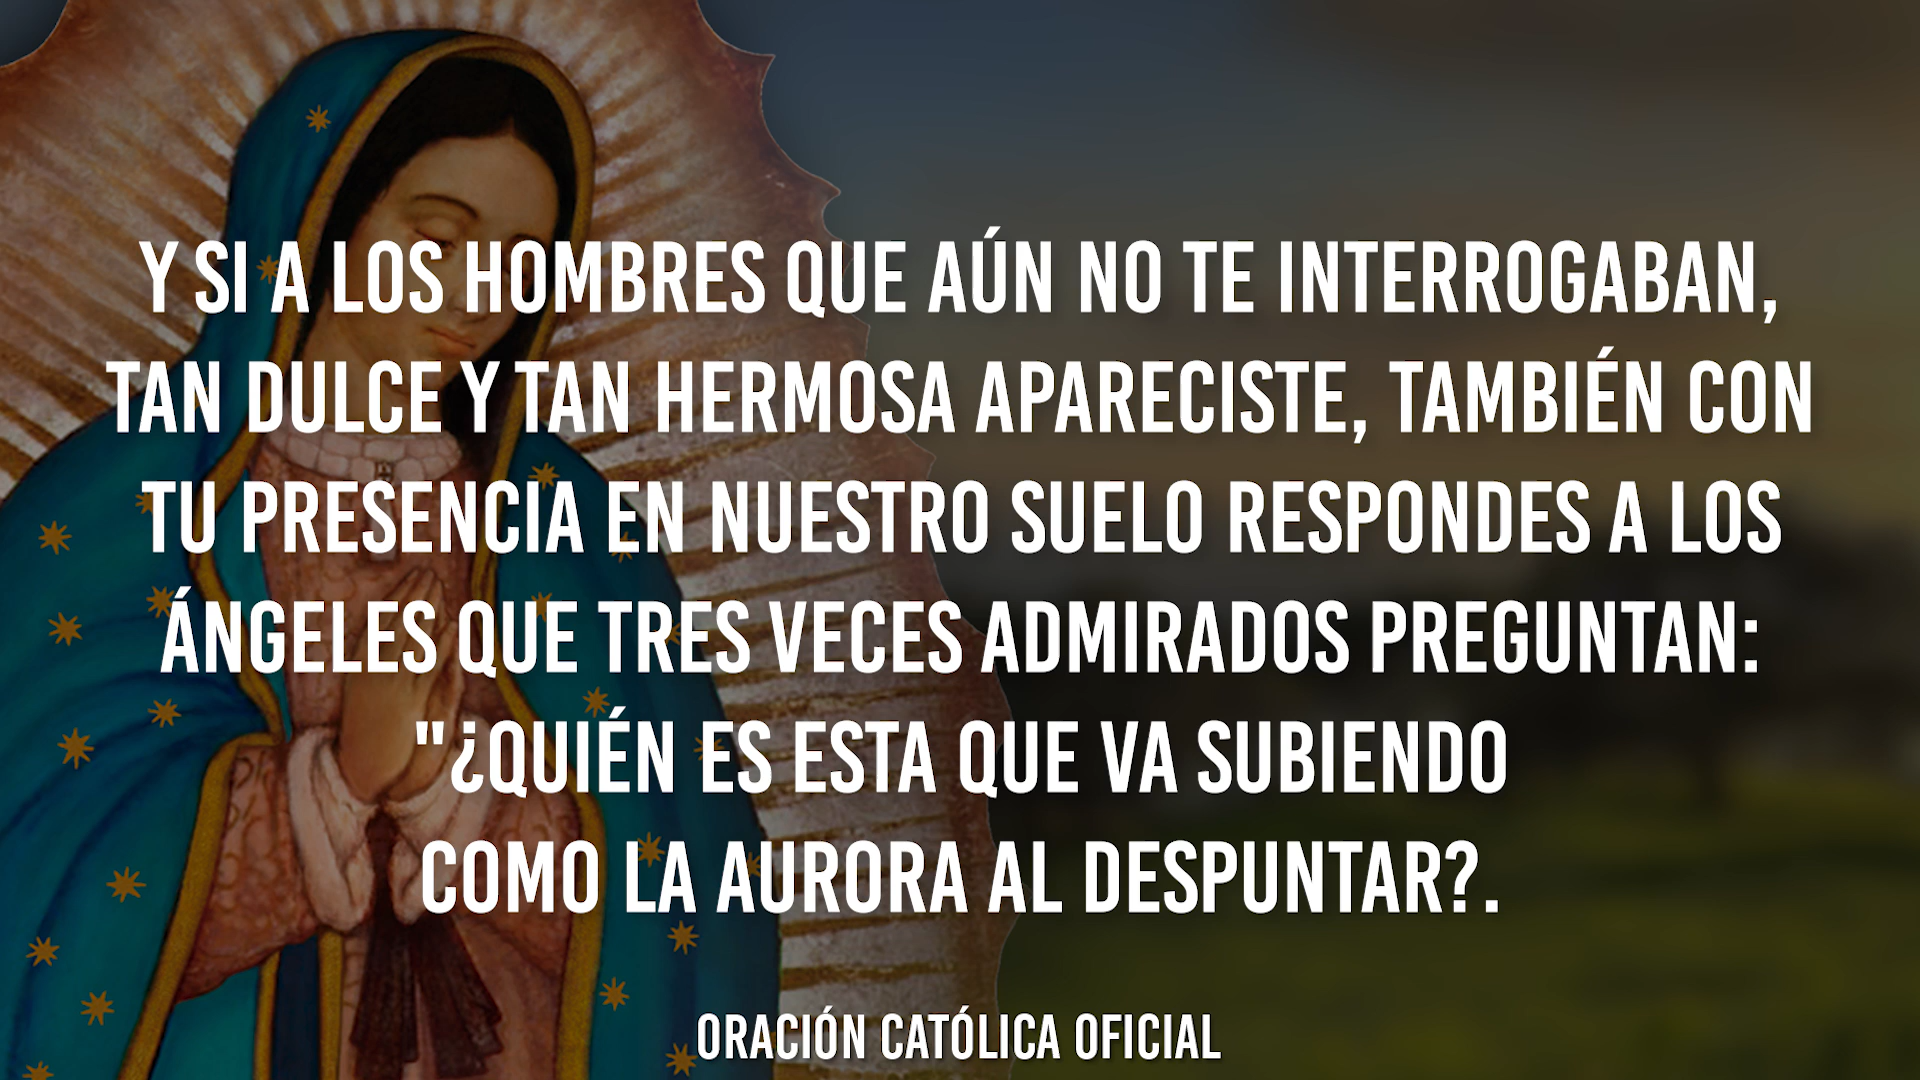 Y SI A LOS HOMBRES QUE AÚN NO TE INTERROGABAN,
TAN DULCE Y TAN HERMOSA APARECISTE, TAMBIÉN CON
TU PRESENCIA EN NUESTRO SUELO RESPONDES A LOS
ÁNGELES QUE TRES VECES ADMIRADOS PREGUNTAN:
"¿QUIÉN ES ESTA QUE VA SUBIENDO
COMO LA AURORA AL DESPUNTAR?.
ORACIÓN CATÓLICA OFICIAL